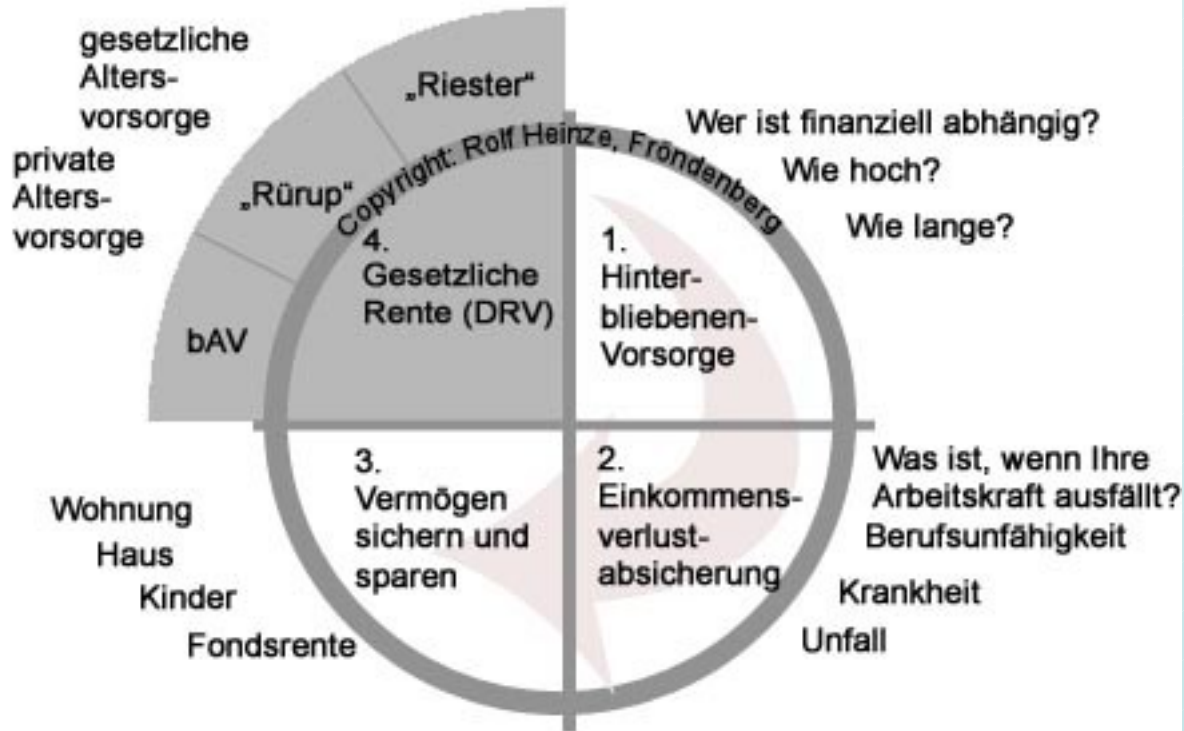 gesetzliche
Alters-
vorsorge
private
Alters-
vorsorge
„Riester“
„Rürup“
bAV
Copyright: Rolf Heinze, Fröndenberg
4.
Gesetzliche
Rente (DRV)
1.
Hinter-
bliebenen-
Vorsorge
Wer ist finanziell abhängig?
Wie hoch?
Wie lange?
3.
Vermögen
sichern und
sparen
2.
Einkommens-
verlust-
absicherung
Was ist, wenn Ihre
Arbeitskraft ausfällt?
Berufsunfähigkeit
Krankheit
Unfall
Wohnung
Haus
Kinder
Fondsrente